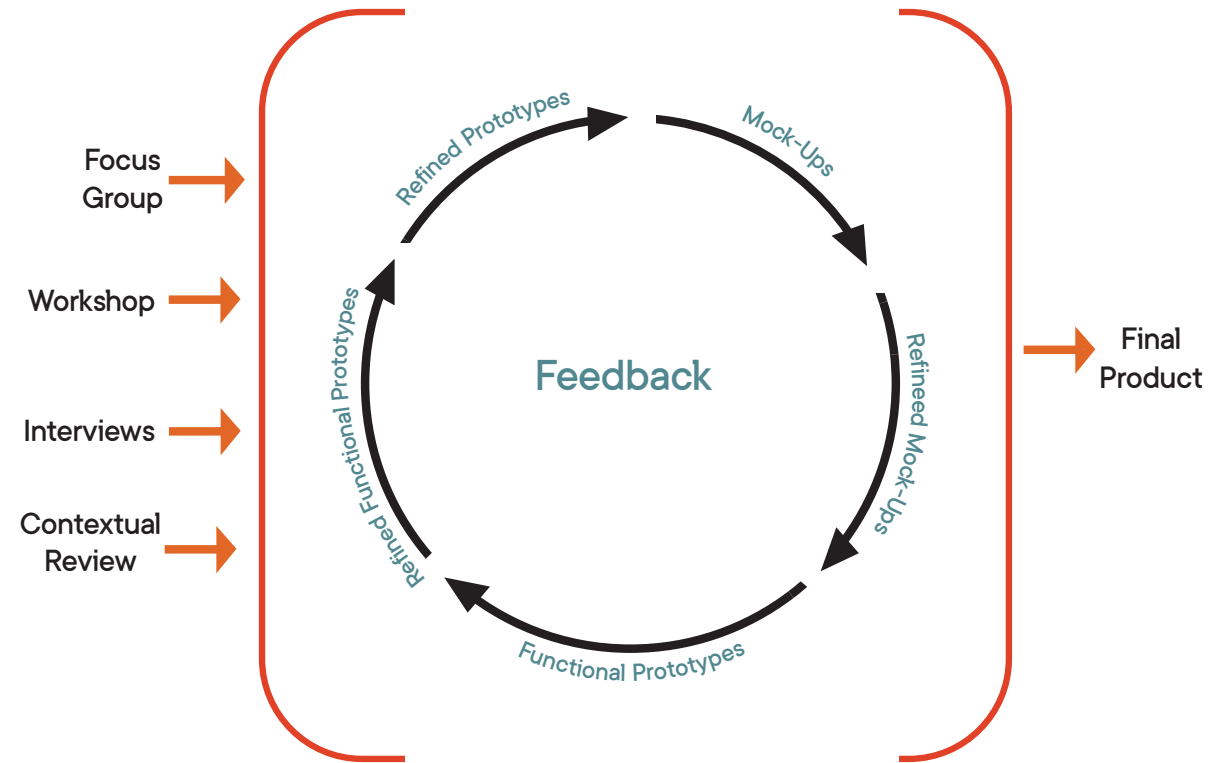 Focus
Group
Workshop
Interviews
Contextual
Review
Refined Prototypes
Mock-Ups
Refineed Mock-Ups
Functional Prototypes
Refined Functional Prototypes
Feedback
Final
Product